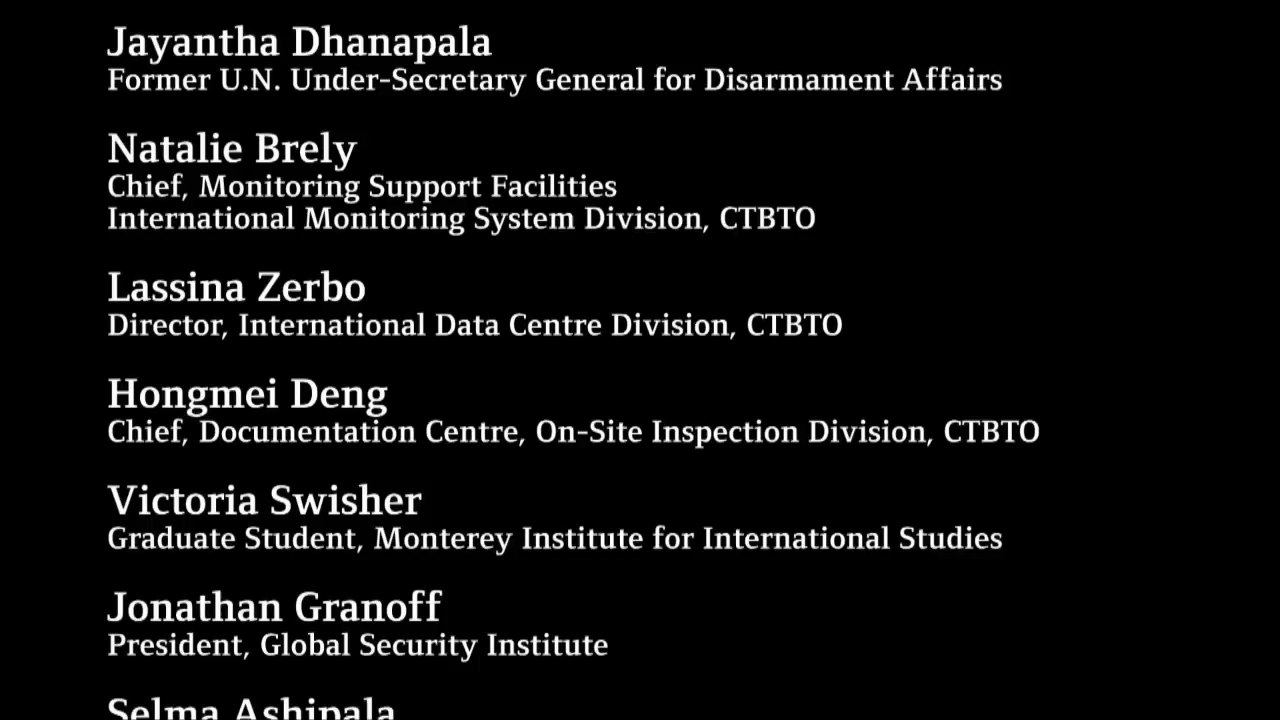 Jayantha Dhanapala
Former U.N. Under-Secretary General for Disarmament Affairs
Natalie Brely
Chief, Monitoring Support Facilities
International Monitoring System Division, CTBTO
Lassina Zerbo
Director, International Data Centre Division, CTBTO
Hongmei Deng
Chief, Documentation Centre, On-Site Inspection Division, CTBTO
Victoria Swisher
Graduate Student, Monterey Institute for International Studies
Jonathan Granoff
President, Global Security Institute
Selma Ashipala